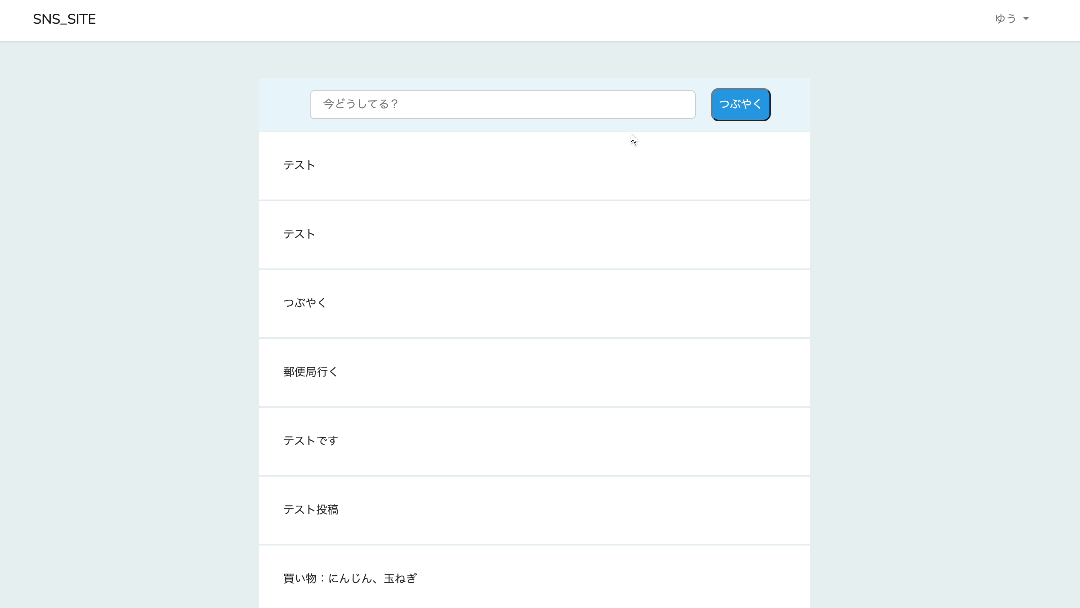 SNS_SITE
ゆう
今どうしてる？
つぶやく
テスト
テスト
つぶやく
郵便局行く
テストです
テスト投稿
買い物：にんじん、玉ねぎ